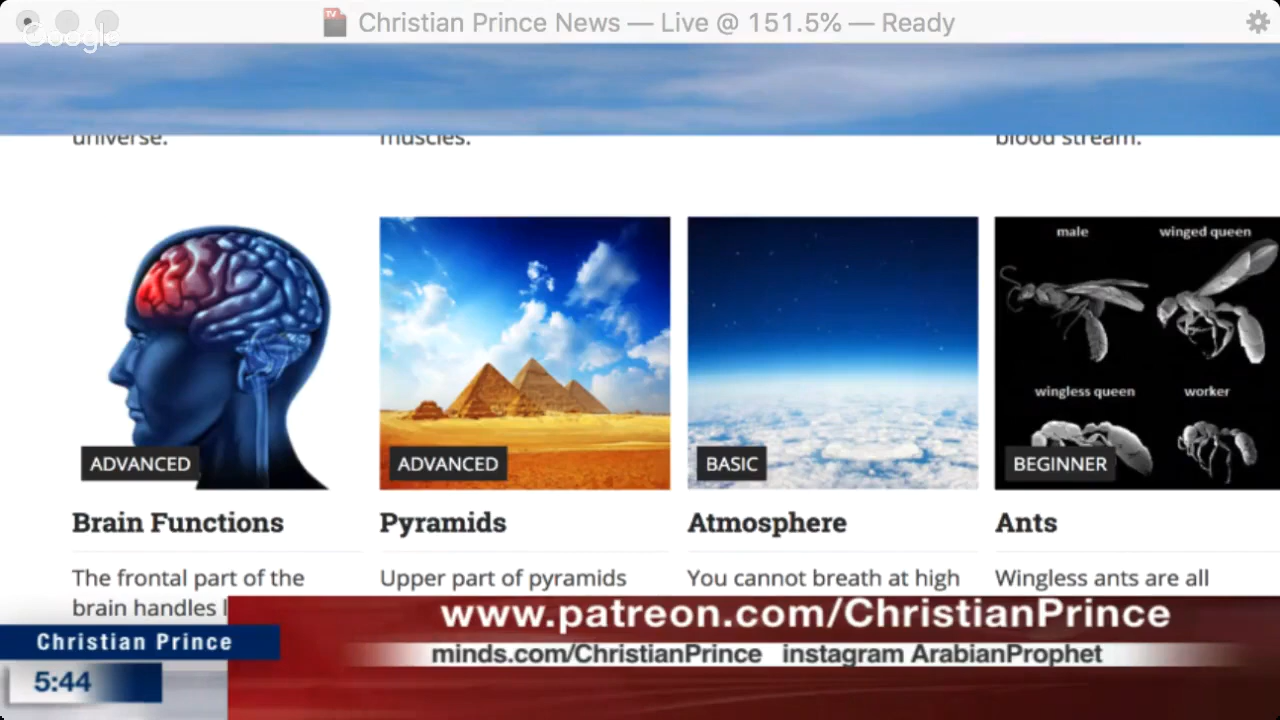 TV Christian Prince News — Live @ 151.5% — Ready
Google
universe.
muscles.
blood stream.
male
winged queen
wingless queen
worker
ADVANCED
ADVANCED
BASIC
BEGINNER
Brain Functions
Pyramids
Atmosphere
Ants
The frontal part of the
Upper part of pyramids
You cannot breath at high
Wingless ants are all
brain handles
www.patreon.com/ChristianPrince
Christian Prince
minds.com/ChristianPrince instagram ArabianProphet
5:44